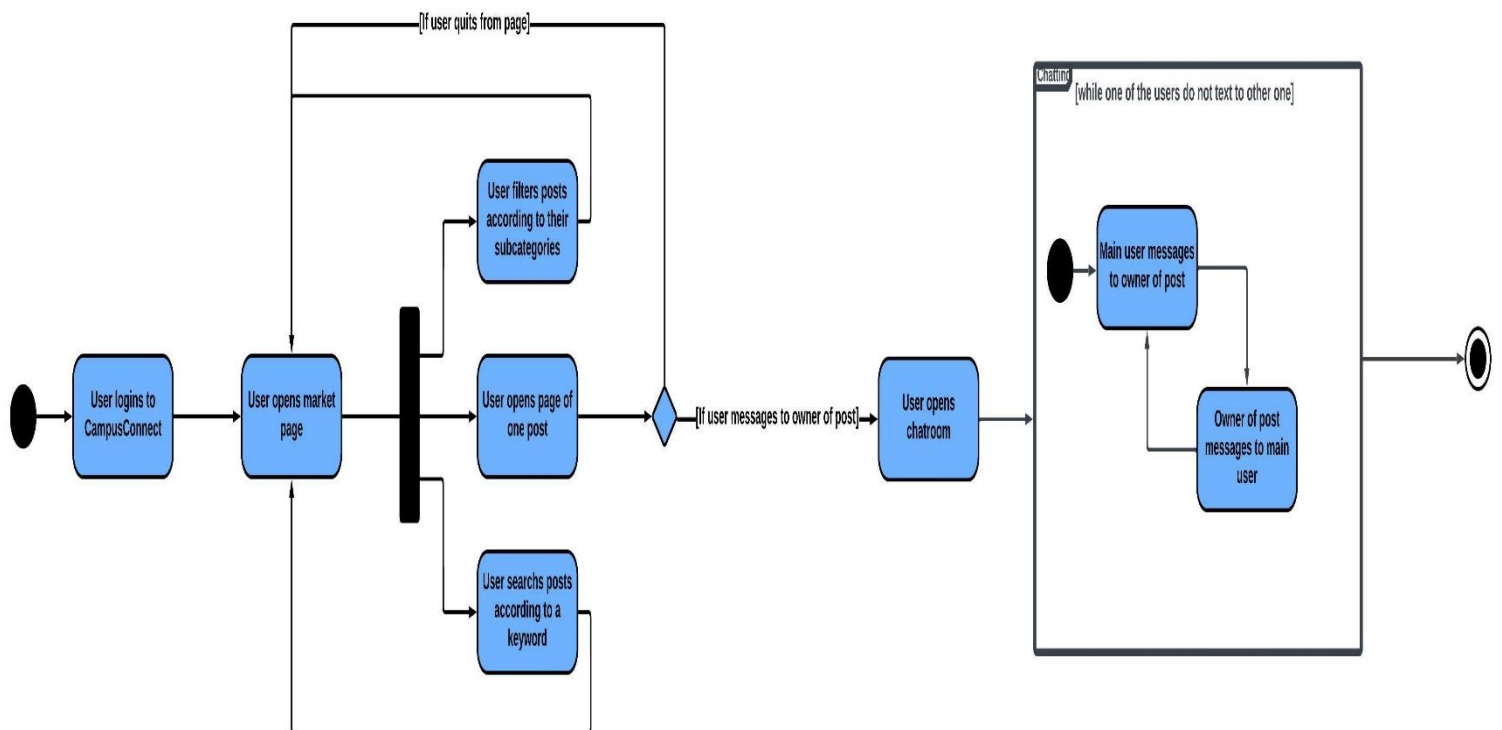 [If user quits from page]
Chatting
[while one of the users do not text to other one]
User filters posts
according to their
subcategories
Main user messages
to owner of post
User logins to
CampusConnect
User opens market
page
User opens page of
one post
[If user messages to owner of post]
User opens
chatroom
Owner of post
messages to main
user
User searchs posts
according to a
keyword